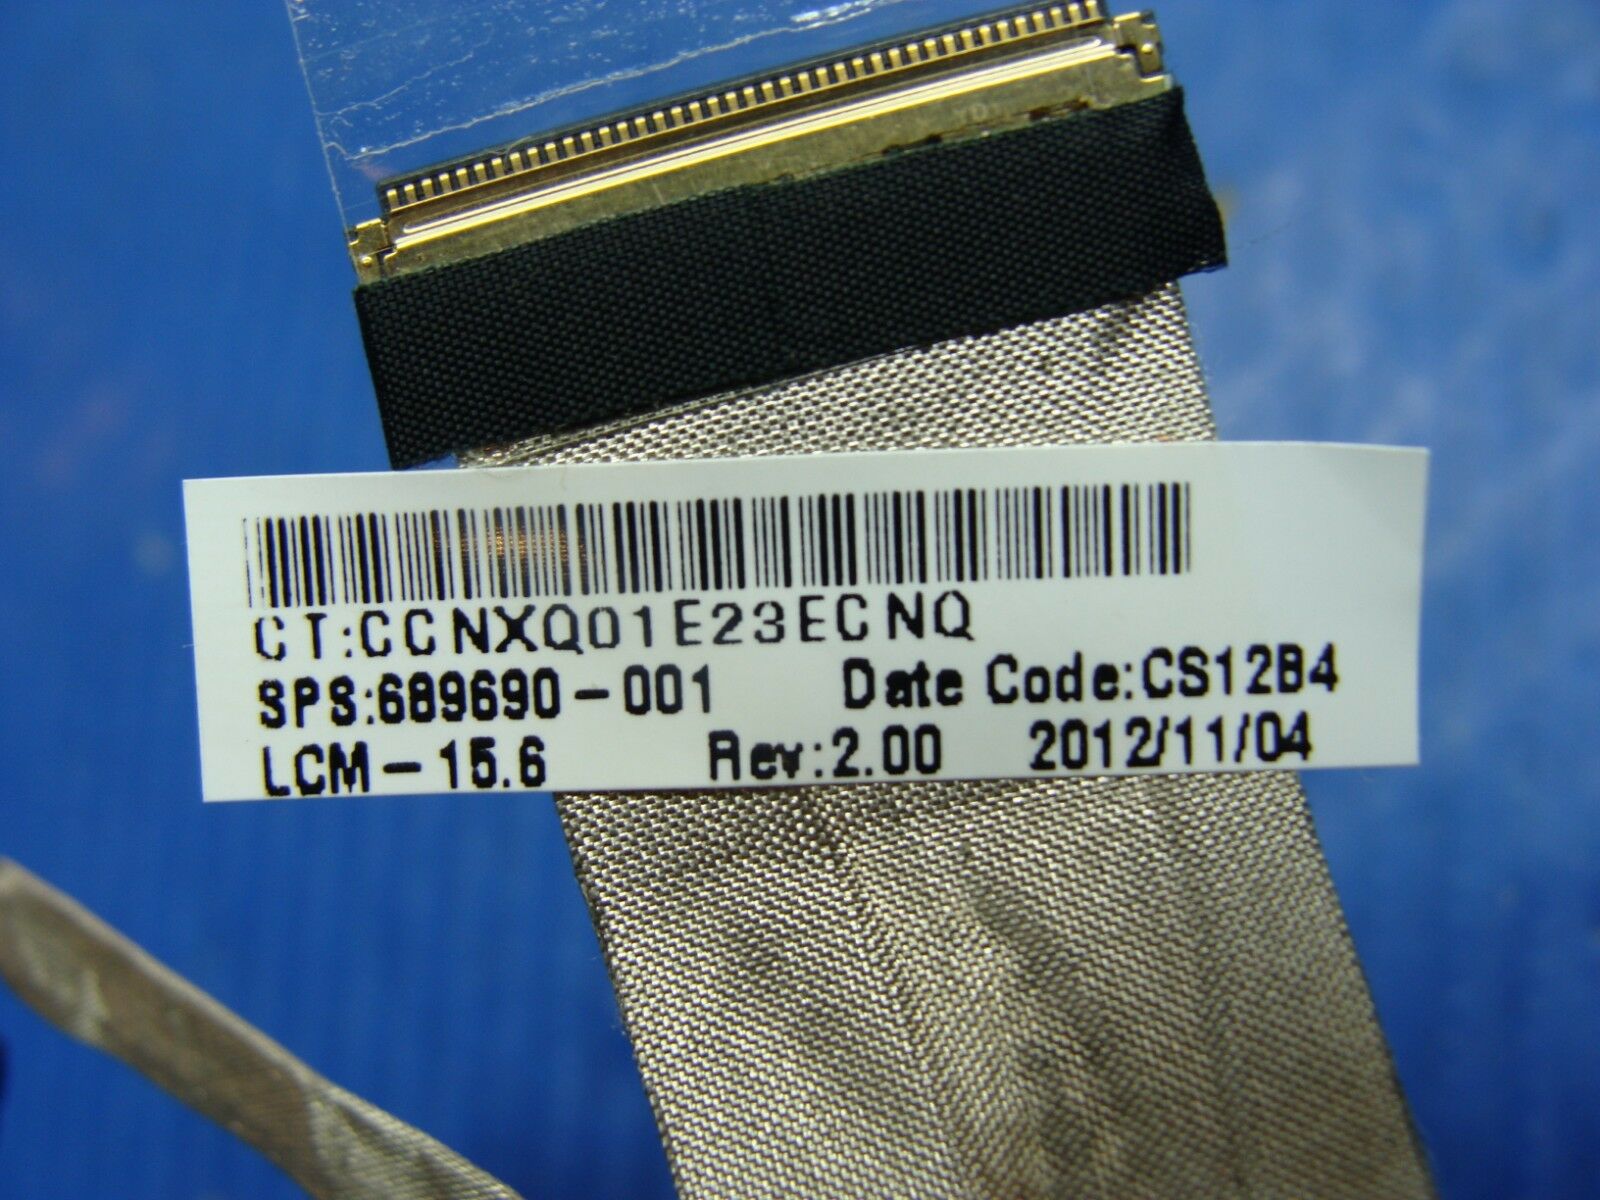 CT:CCNXQ01E23ECNQ
SPS:689690-001 Date Code:CS12B4
LCM-15.6 Rev:2.00 2012/11/04